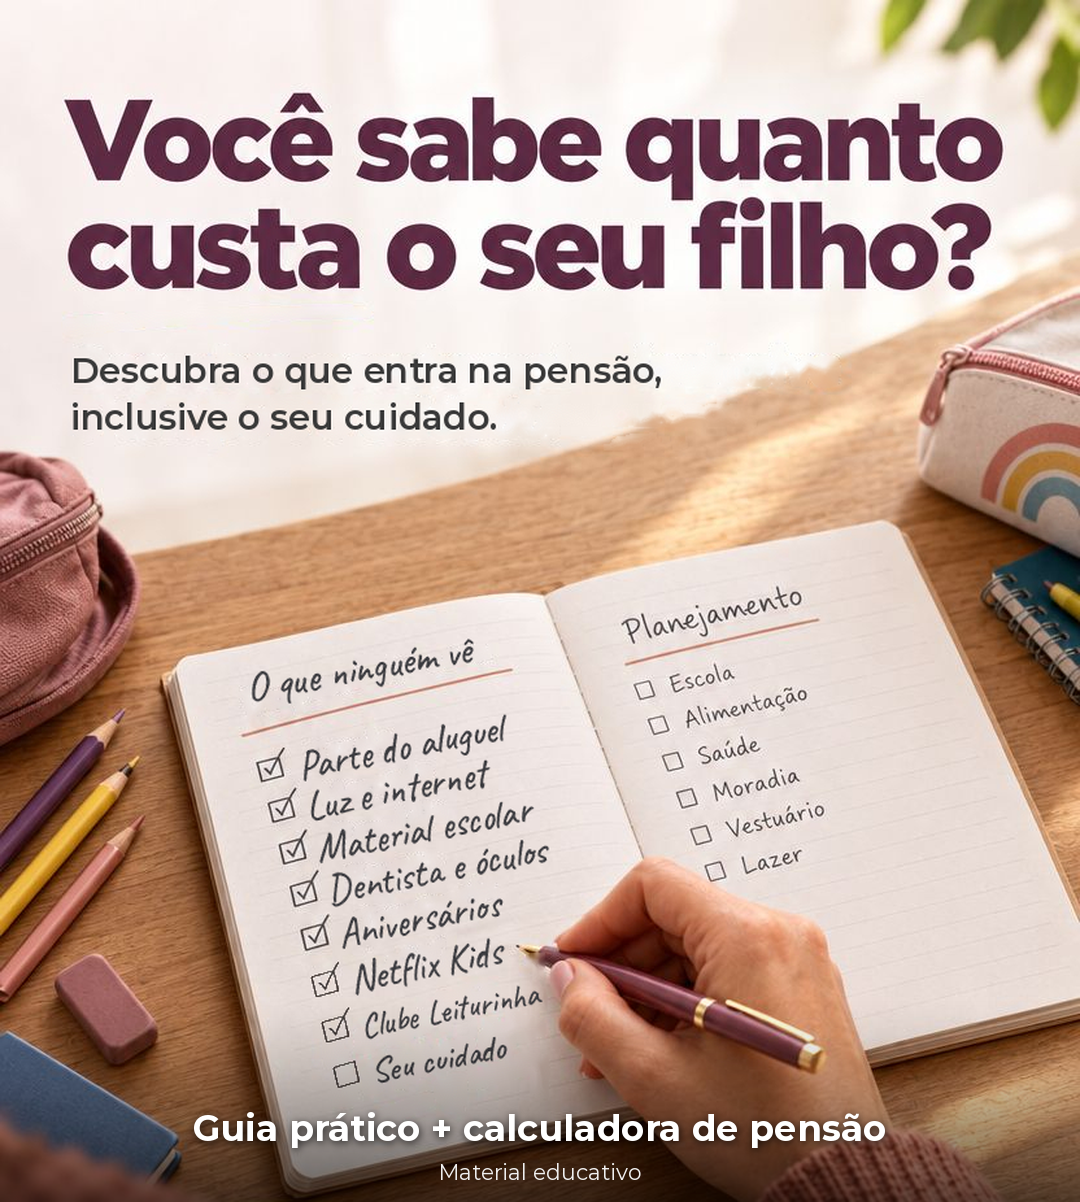 Você sabe quanto
custa o seu filho?
Descubra o que entra na pensão,
inclusive o seu cuidado.
O que ninguém vê
Parte do aluguel
Luz e internet
Material escolar
Dentista e óculos
Aniversários
Netflix Kids
Clube Leiturinha
Seu cuidado
Planejamento
Escola
Alimentação
Saúde
Moradia
Vestuário
Lazer
Guia prático + calculadora de pensão
Material educativo